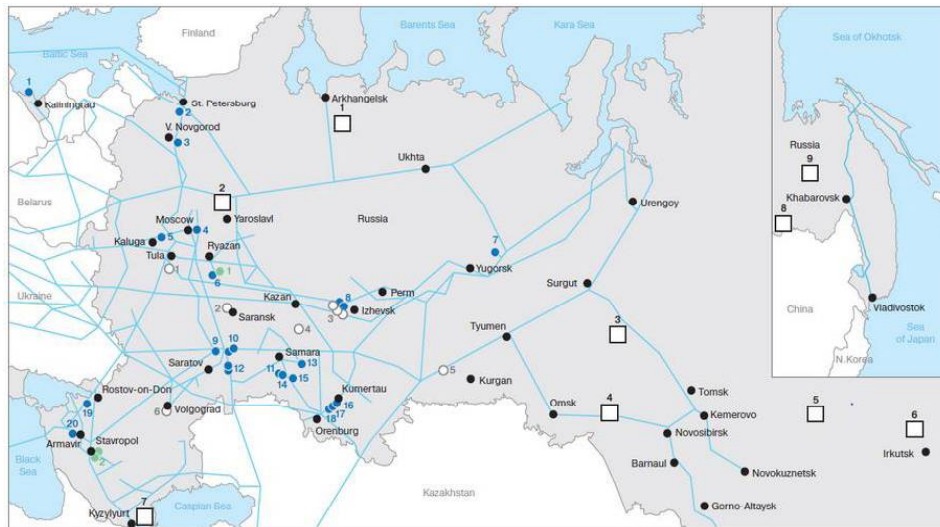 Barents Sea
Kara Sea
Finland
Baltic Sea
Sea of Okhotsk
1
Kaliningrad
St. Petersburg
2
Arkhangelsk
1
V. Novgorod
3
Ukhta
Russia
9
Belarus
2
Yaroslavl
Russia
Urengoy
Khabarovsk
8
Moscow
4
5
Kaluga
Ryazan
Tula
1
1
6
7
Yugorsk
Surgut
China
Vladivostok
Ukraine
Kazan
8
Perm
3
Izhevsk
2
Saransk
4
Tyumen
3
Sea
of Japan
N.Korea
9
10
Samara
13
Saratov
12
11
14
15
5
Kurgan
Kumertau
Tomsk
Rostov-on-Don
19
6
Volgograd
16
17
18
Orenburg
Omsk
4
Kemerovo
5
6
20
Armavir
Stavropol
2
Novosibirsk
Irkutsk
Black
Sea
Barnaul
Novokuznetsk
Kazakhstan
7
Kyzylyurt
Caspian Sea
Gorno-Altaysk